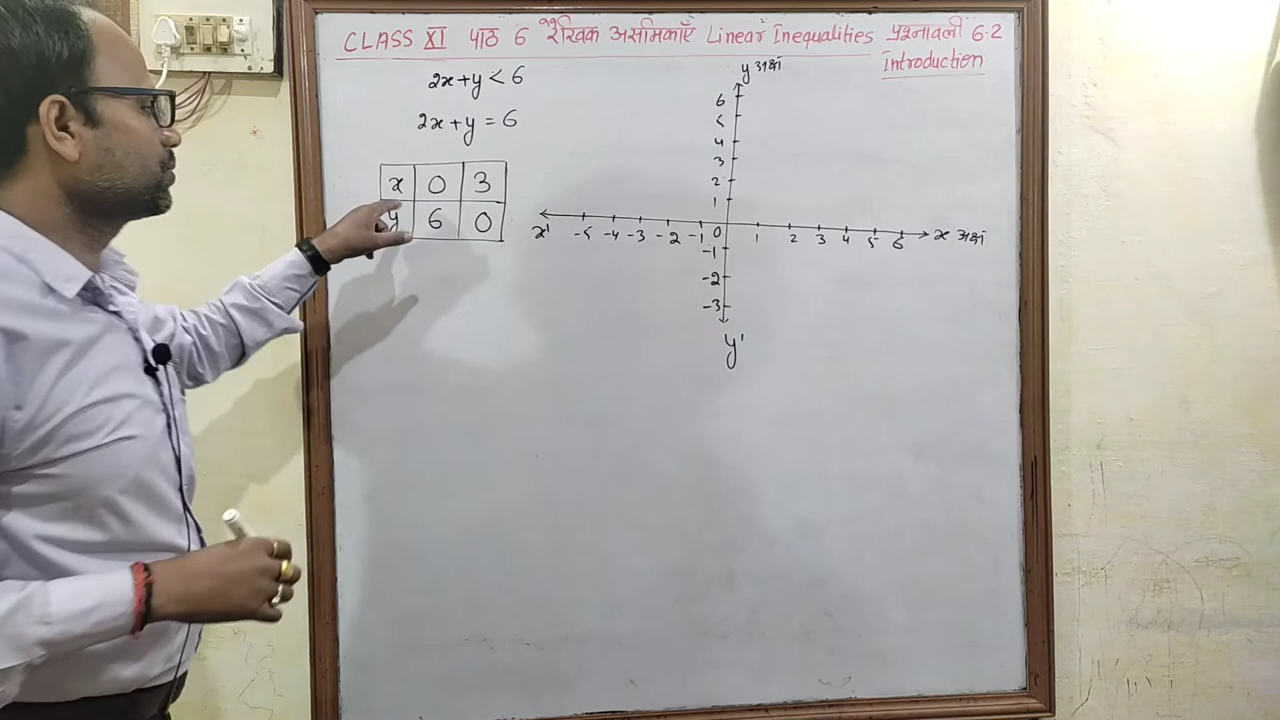 CLASS XI पाठ 6 रैखिक असमिकाएँ Linear Inequalities प्रश्नावली 6.2
Introduction
2x+y < 6
2x+y = 6
x 0 3
y 6 0
y अक्ष
6
5
4
3
2
1
x' -5 -4 -3 -2 -1 0 1 2 3 4 5 6 x अक्ष
-1
-2
-3
y'